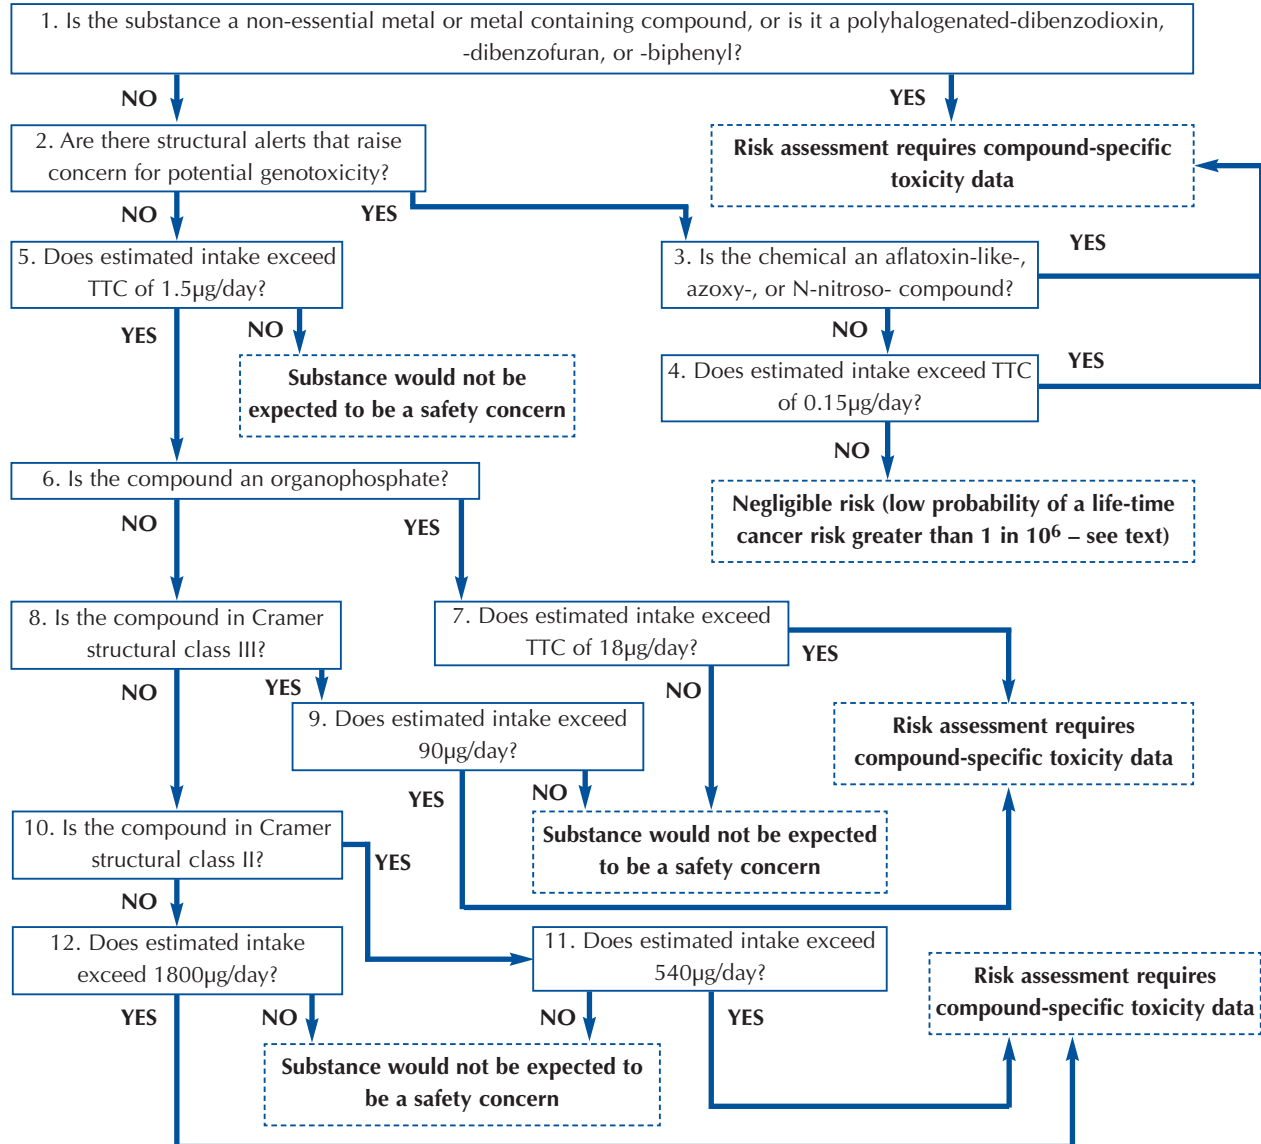 1. Is the substance a non-essential metal or metal containing compound, or is it a polyhalogenated-dibenzodioxin,
-dibenzofuran, or -biphenyl?
NO
YES
2. Are there structural alerts that raise
concern for potential genotoxicity?
Risk assessment requires compound-specific
toxicity data
NO
YES
5. Does estimated intake exceed
TTC of 1.5µg/day?
3. Is the chemical an aflatoxin-like-,
azoxy-, or N-nitroso- compound?
YES
YES
NO
NO
Substance would not be
expected to be a safety concern
4. Does estimated intake exceed TTC
of 0.15µg/day?
YES
NO
6. Is the compound an organophosphate?
Negligible risk (low probability of a life-time
cancer risk greater than 1 in 10⁶ – see text)
NO
YES
8. Is the compound in Cramer
structural class III?
7. Does estimated intake exceed
TTC of 18µg/day?
YES
NO
YES
NO
9. Does estimated intake exceed
90µg/day?
Risk assessment requires
compound-specific toxicity data
YES
NO
10. Is the compound in Cramer
structural class II?
Substance would not be expected
to be a safety concern
YES
NO
12. Does estimated intake
exceed 1800µg/day?
11. Does estimated intake exceed
540µg/day?
Risk assessment requires
compound-specific toxicity data
YES
NO
NO
YES
Substance would not be expected to
be a safety concern